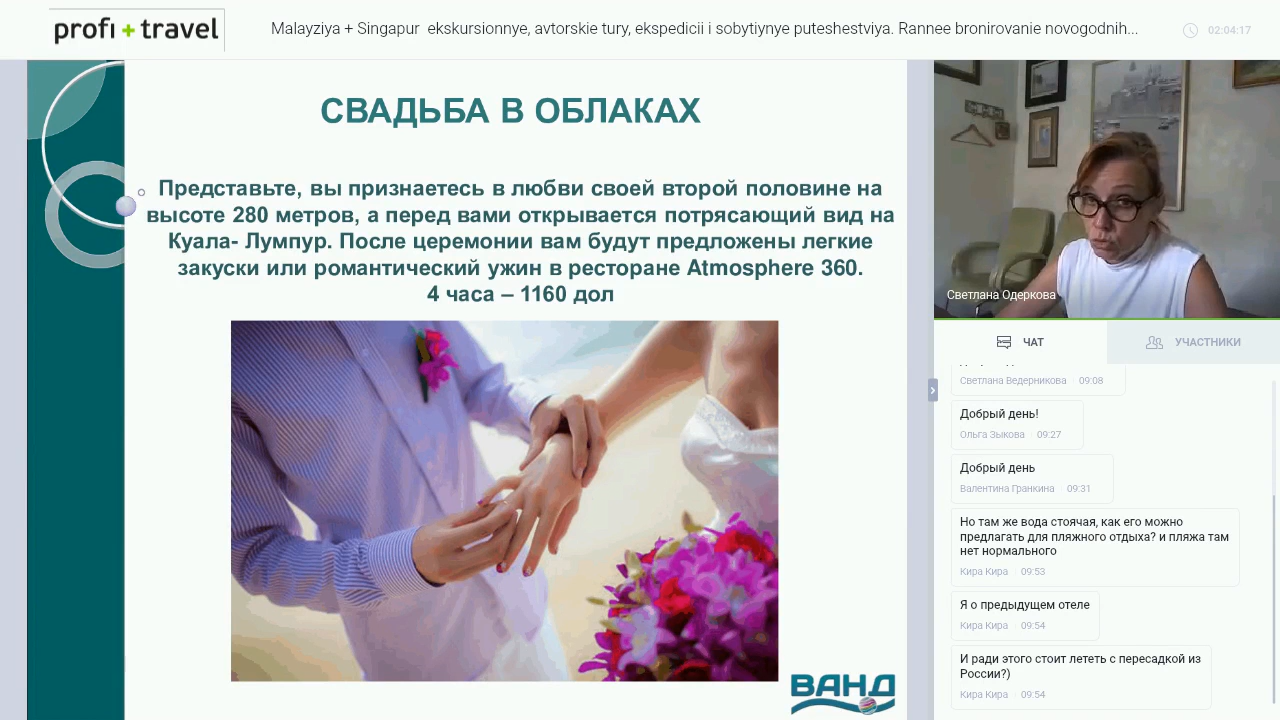 profi + travel
Malayziya + Singapur ekskursionnye, avtorskie tury, ekspedicii i sobytiynye puteshestviya. Rannee bronirovanie novogodnih...
02:04:17
СВАДЬБА В ОБЛАКАХ
Представьте, вы признаетесь в любви своей второй половине на
высоте 280 метров, а перед вами открывается потрясающий вид на
Куала- Лумпур. После церемонии вам будут предложены легкие
закуски или романтический ужин в ресторане Atmosphere 360.
4 часа – 1160 дол
ВАНД
Светлана Одеркова
ЧАТ
УЧАСТНИКИ
Светлана Ведерникова 09:08
Добрый день!
Ольга Зыкова 09:27
Добрый день
Валентина Гранкина 09:31
Но там же вода стоячая, как его можно
предлагать для пляжного отдыха? и пляжа там
нет нормального
Кира Кира 09:53
Я о предыдущем отеле
Кира Кира 09:54
И ради этого стоит лететь с пересадкой из
России?)
Кира Кира 09:54